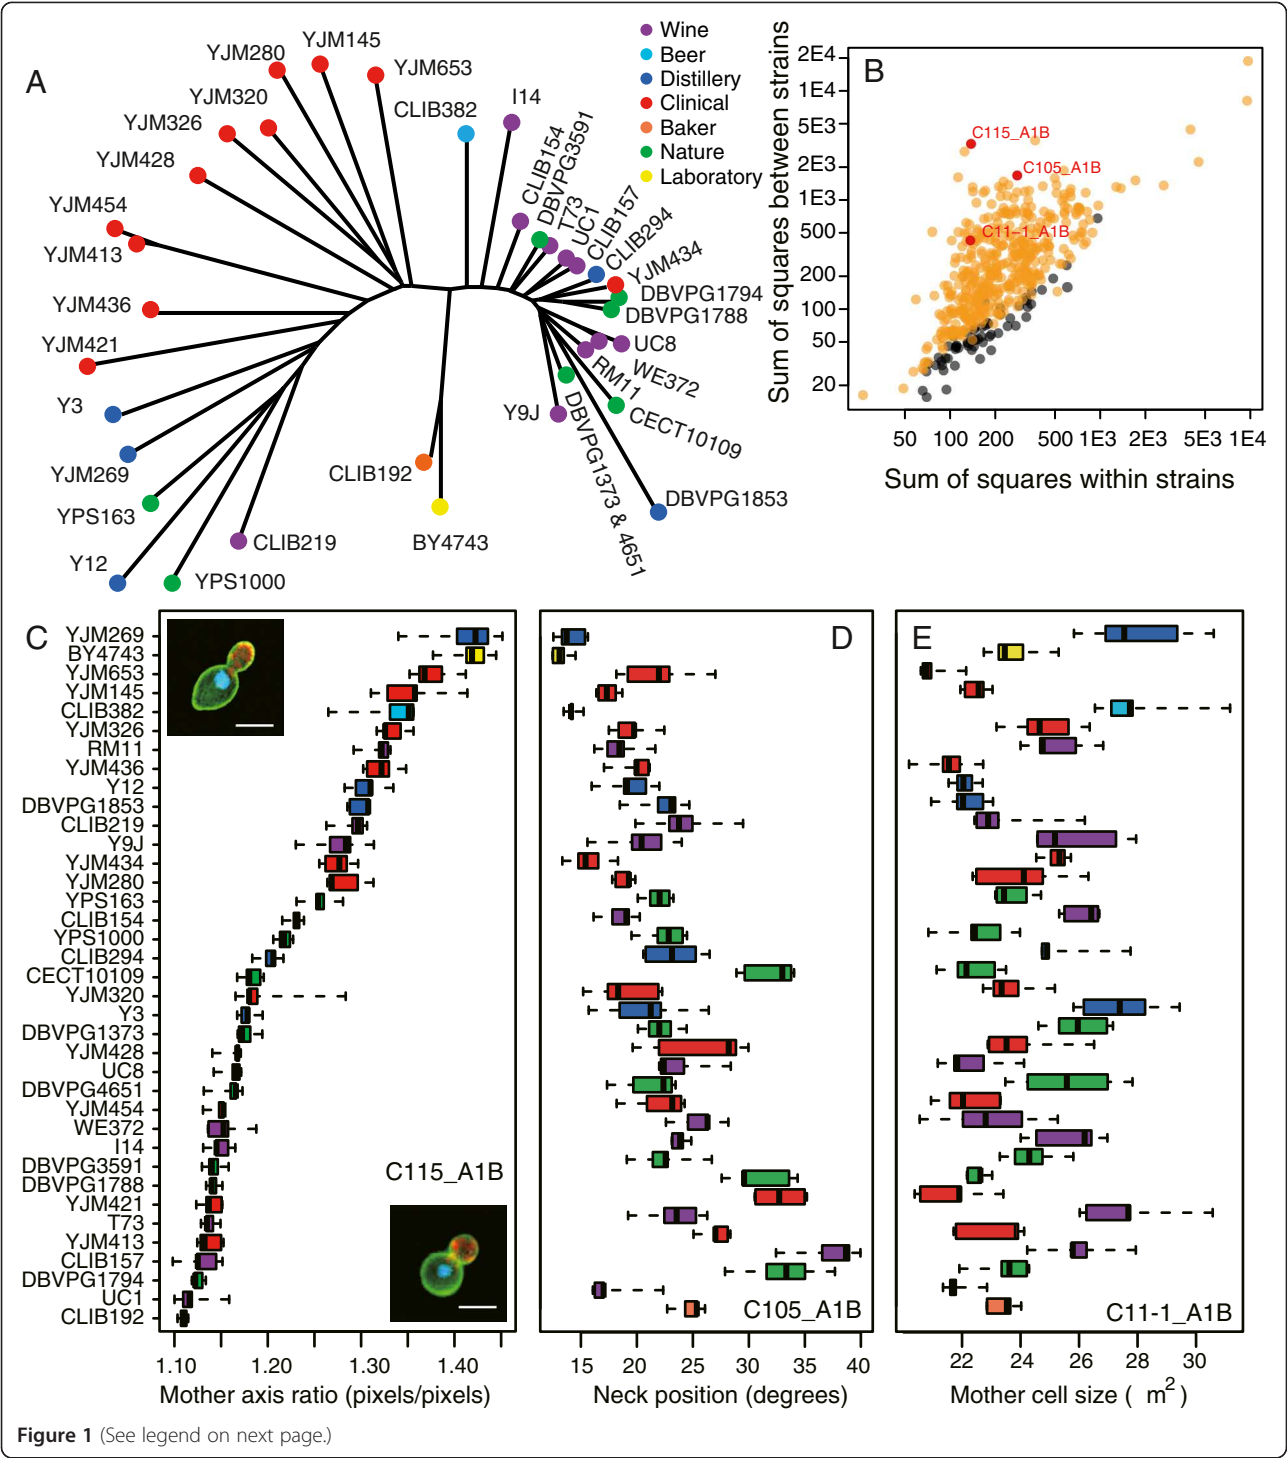 A
YJM280
YJM145
YJM653
YJM320
YJM326
YJM428
YJM454
YJM413
YJM436
YJM421
Y3
YJM269
YPS163
Y12
YPS1000
CLIB219
CLIB192
BY4743
CLIB382
I14
CLIB154
DBVPG3591
T73
UC1
CLIB157
CLIB294
YJM434
DBVPG1794
DBVPG1788
UC8
WE372
RM11
CECT10109
DBVPG1373 & 4651
Y9J
DBVPG1853
Wine
Beer
Distillery
Clinical
Baker
Nature
Laboratory
B
Sum of squares between strains
2E4
1E4
5E3
2E3
1E3
500
200
100
50
20
C115_A1B
C105_A1B
C11-1_A1B
50 100 200 500 1E3 2E3 5E3 1E4
Sum of squares within strains
C
YJM269
BY4743
YJM653
YJM145
CLIB382
YJM326
RM11
YJM436
Y12
DBVPG1853
CLIB219
Y9J
YJM434
YJM280
YPS163
CLIB154
YPS1000
CLIB294
CECT10109
YJM320
Y3
DBVPG1373
YJM428
UC8
DBVPG4651
YJM454
WE372
I14
DBVPG3591
DBVPG1788
YJM421
T73
YJM413
CLIB157
DBVPG1794
UC1
CLIB192
C115_A1B
1.10 1.20 1.30 1.40
Mother axis ratio (pixels/pixels)
D
C105_A1B
15 20 25 30 35 40
Neck position (degrees)
E
C11-1_A1B
22 24 26 28 30
Mother cell size ( m²)
Figure 1 (See legend on next page.)